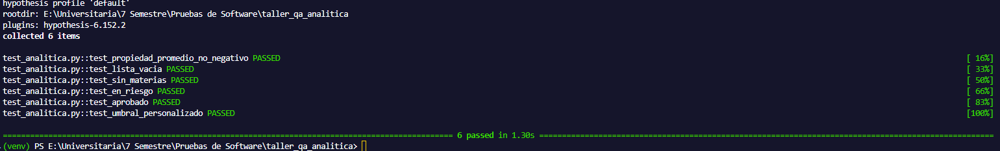 hypothesis profile 'default'
rootdir: E:\Universitaria\7 Semestre\Pruebas de Software\taller_qa_analitica
plugins: hypothesis-6.152.2
collected 6 items
test_analitica.py::test_propiedad_promedio_no_negativo PASSED [ 16%]
test_analitica.py::test_lista_vacia PASSED [ 33%]
test_analitica.py::test_sin_materias PASSED [ 50%]
test_analitica.py::test_en_riesgo PASSED [ 66%]
test_analitica.py::test_aprobado PASSED [ 83%]
test_analitica.py::test_umbral_personalizado PASSED [100%]
6 passed in 1.30s
(venv) PS E:\Universitaria\7 Semestre\Pruebas de Software\taller_qa_analitica>